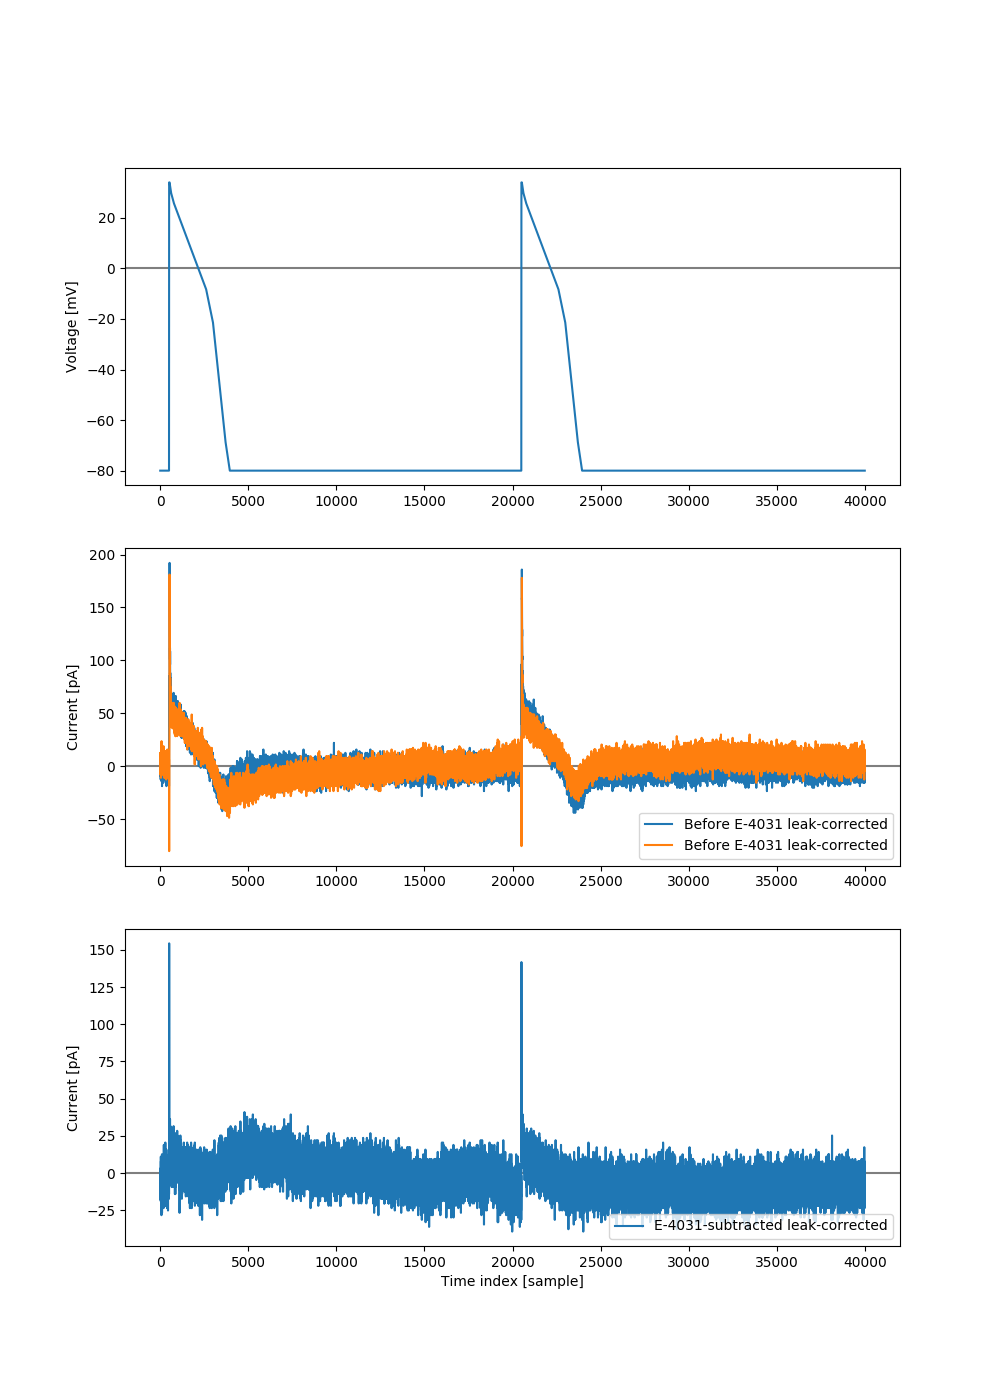 20
0
−20
−40
−60
−80
Voltage [mV]
0 5000 10000 15000 20000 25000 30000 35000 40000
200
150
100
50
0
−50
Current [pA]
Before E-4031 leak-corrected
Before E-4031 leak-corrected
0 5000 10000 15000 20000 25000 30000 35000 40000
150
125
100
75
50
25
0
−25
Current [pA]
E-4031-subtracted leak-corrected
0 5000 10000 15000 20000 25000 30000 35000 40000
Time index [sample]